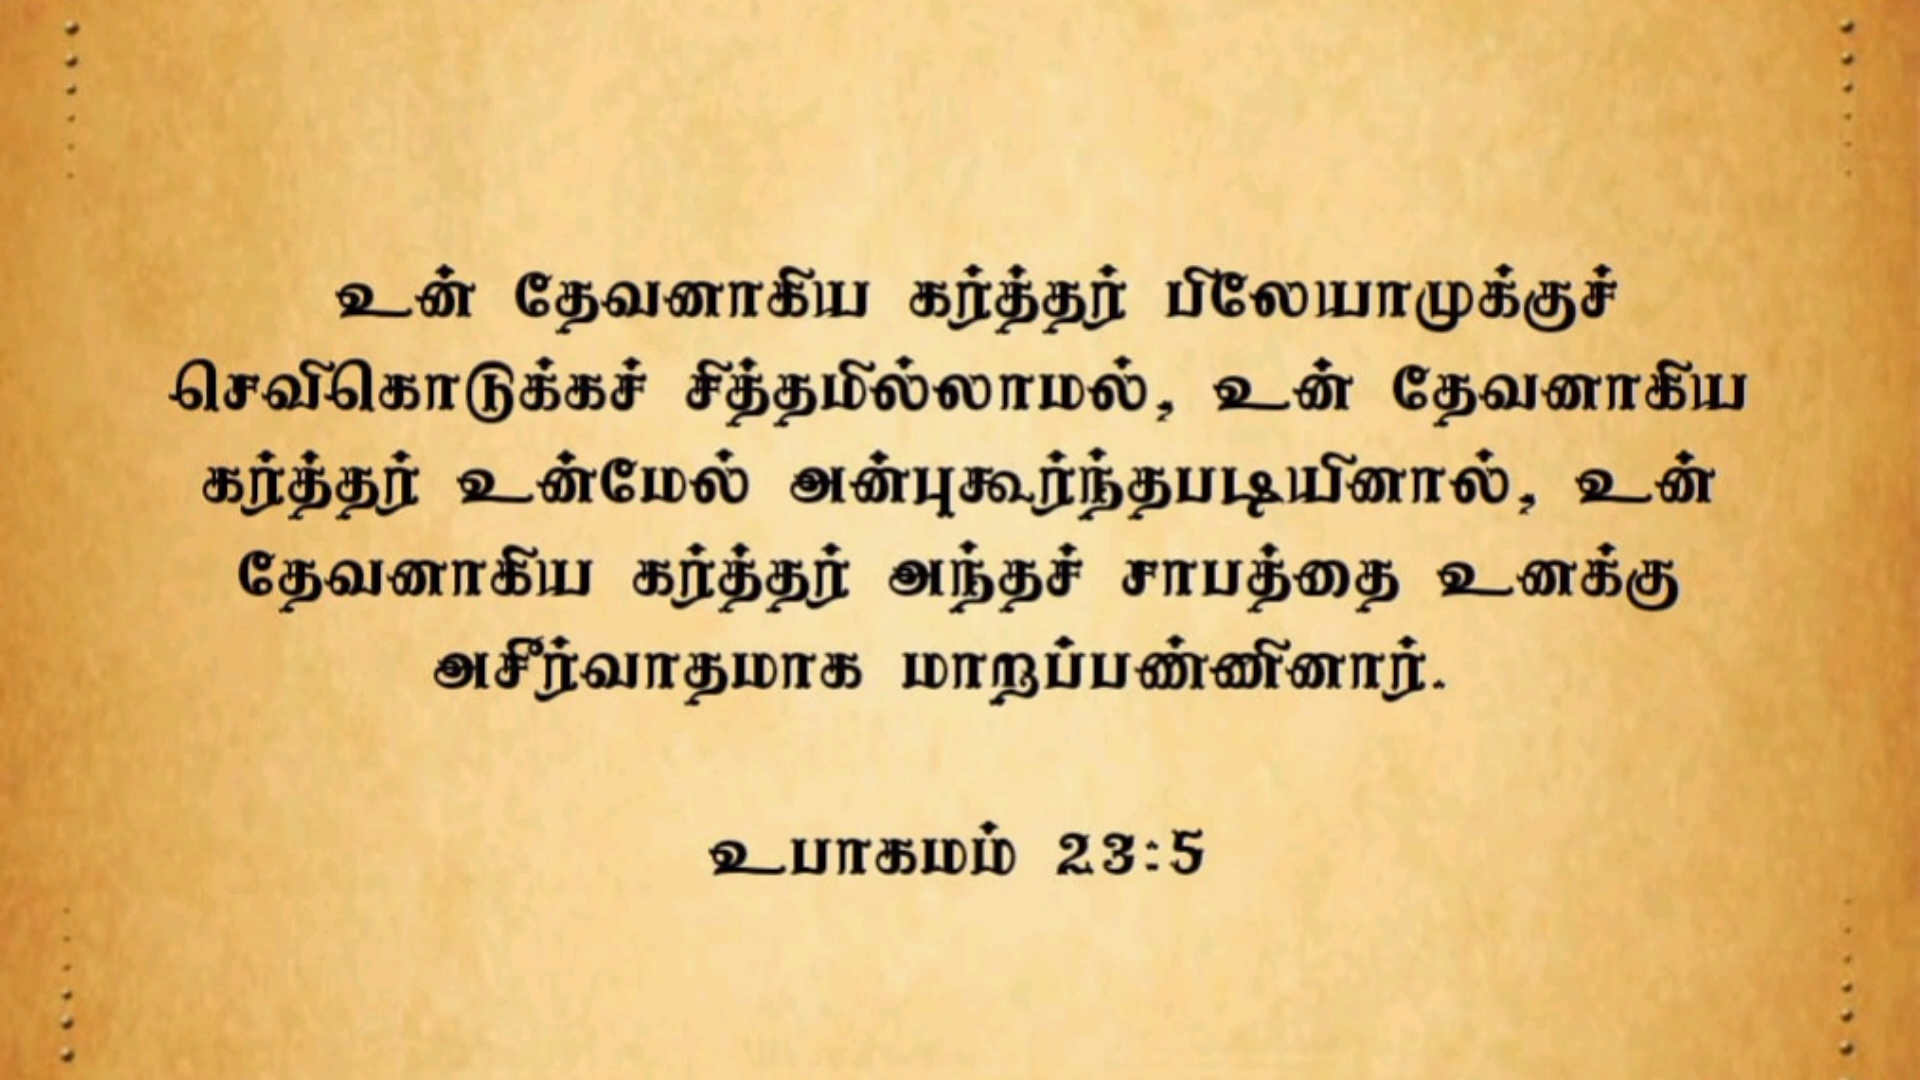 உன் தேவனாகிய கர்த்தர் பிலேயாமுக்குச்
செவிகொடுக்கச் சித்தமில்லாமல், உன் தேவனாகிய
கர்த்தர் உன்மேல் அன்புகூர்ந்தபடியினால், உன்
தேவனாகிய கர்த்தர் அந்தச் சாபத்தை உனக்கு
அசீர்வாதமாக மாறப்பண்ணினார்.
உபாகமம் 23:5